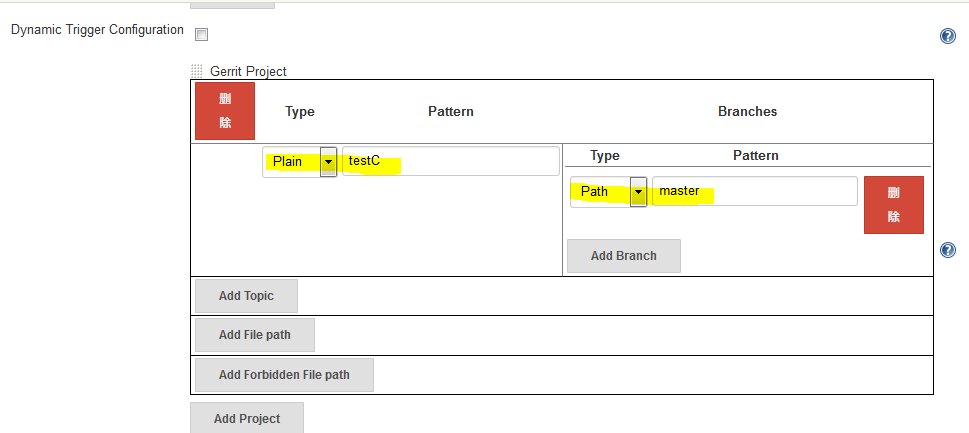 Dynamic Trigger Configuration
Gerrit Project
删
除
Type
Pattern
Branches
Plain
testC
Type
Pattern
Path
master
删
除
Add Branch
Add Topic
Add File path
Add Forbidden File path
Add Project